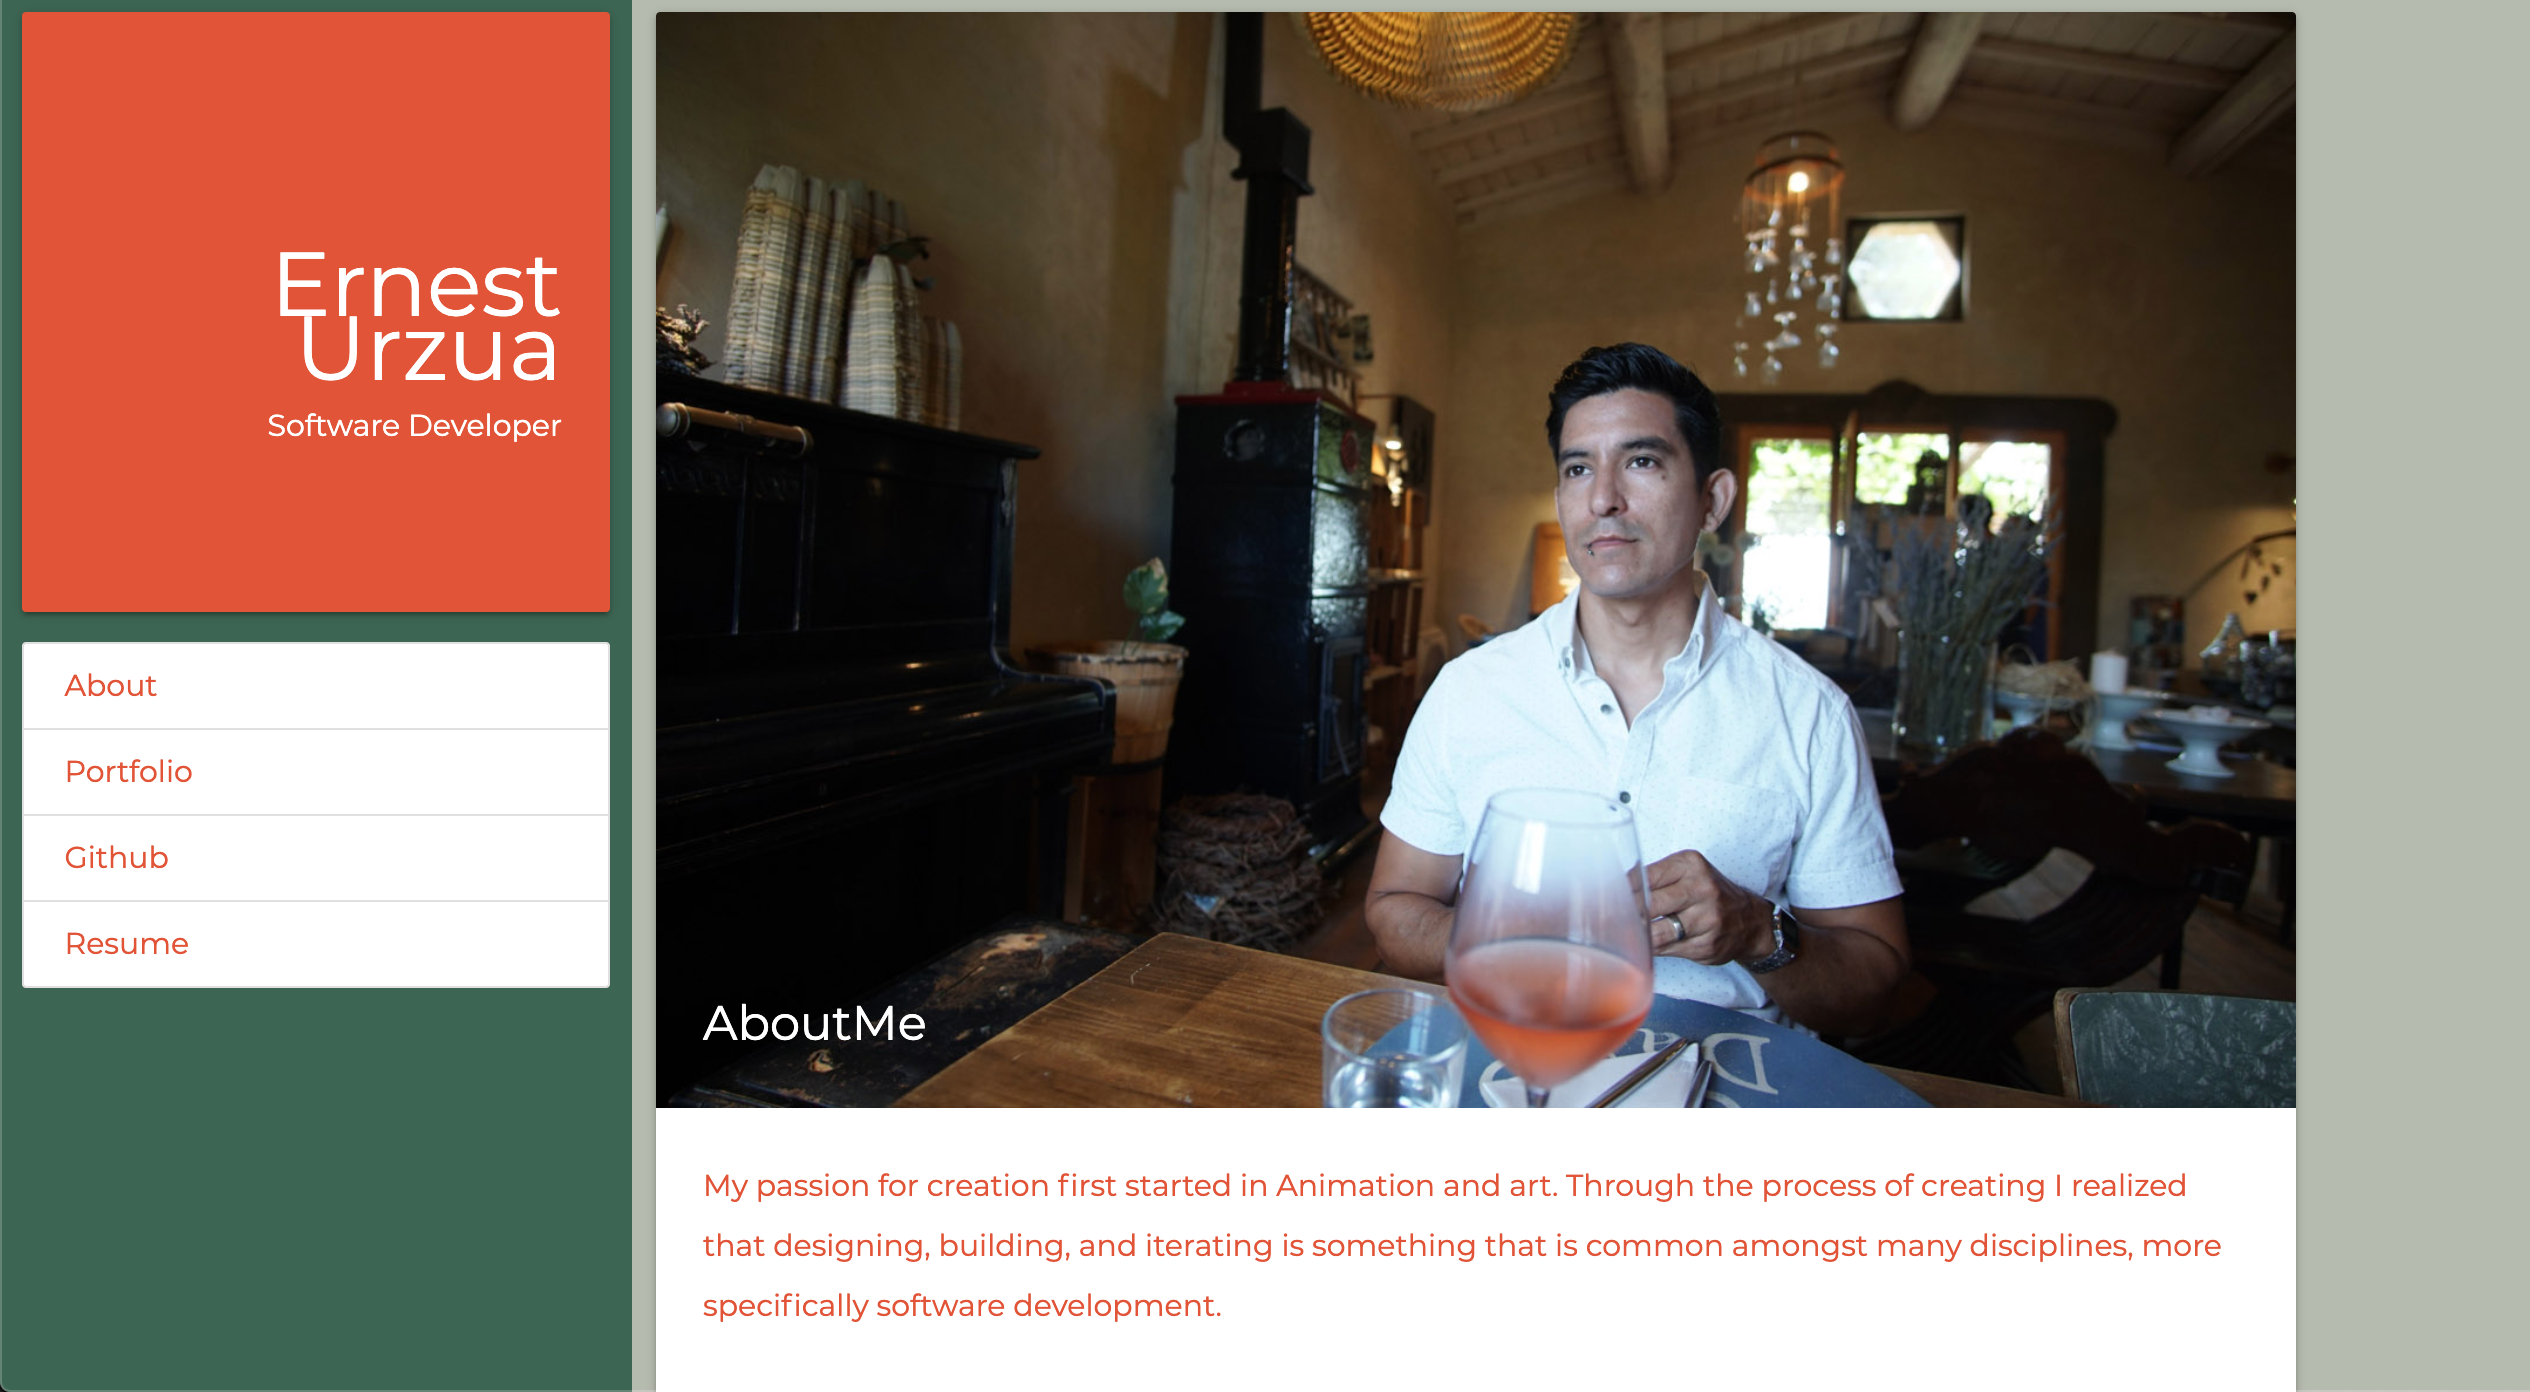 Ernest
Urzua
Software Developer
About
Portfolio
Github
Resume
AboutMe
My passion for creation first started in Animation and art. Through the process of creating I realized
that designing, building, and iterating is something that is common amongst many disciplines, more
specifically software development.